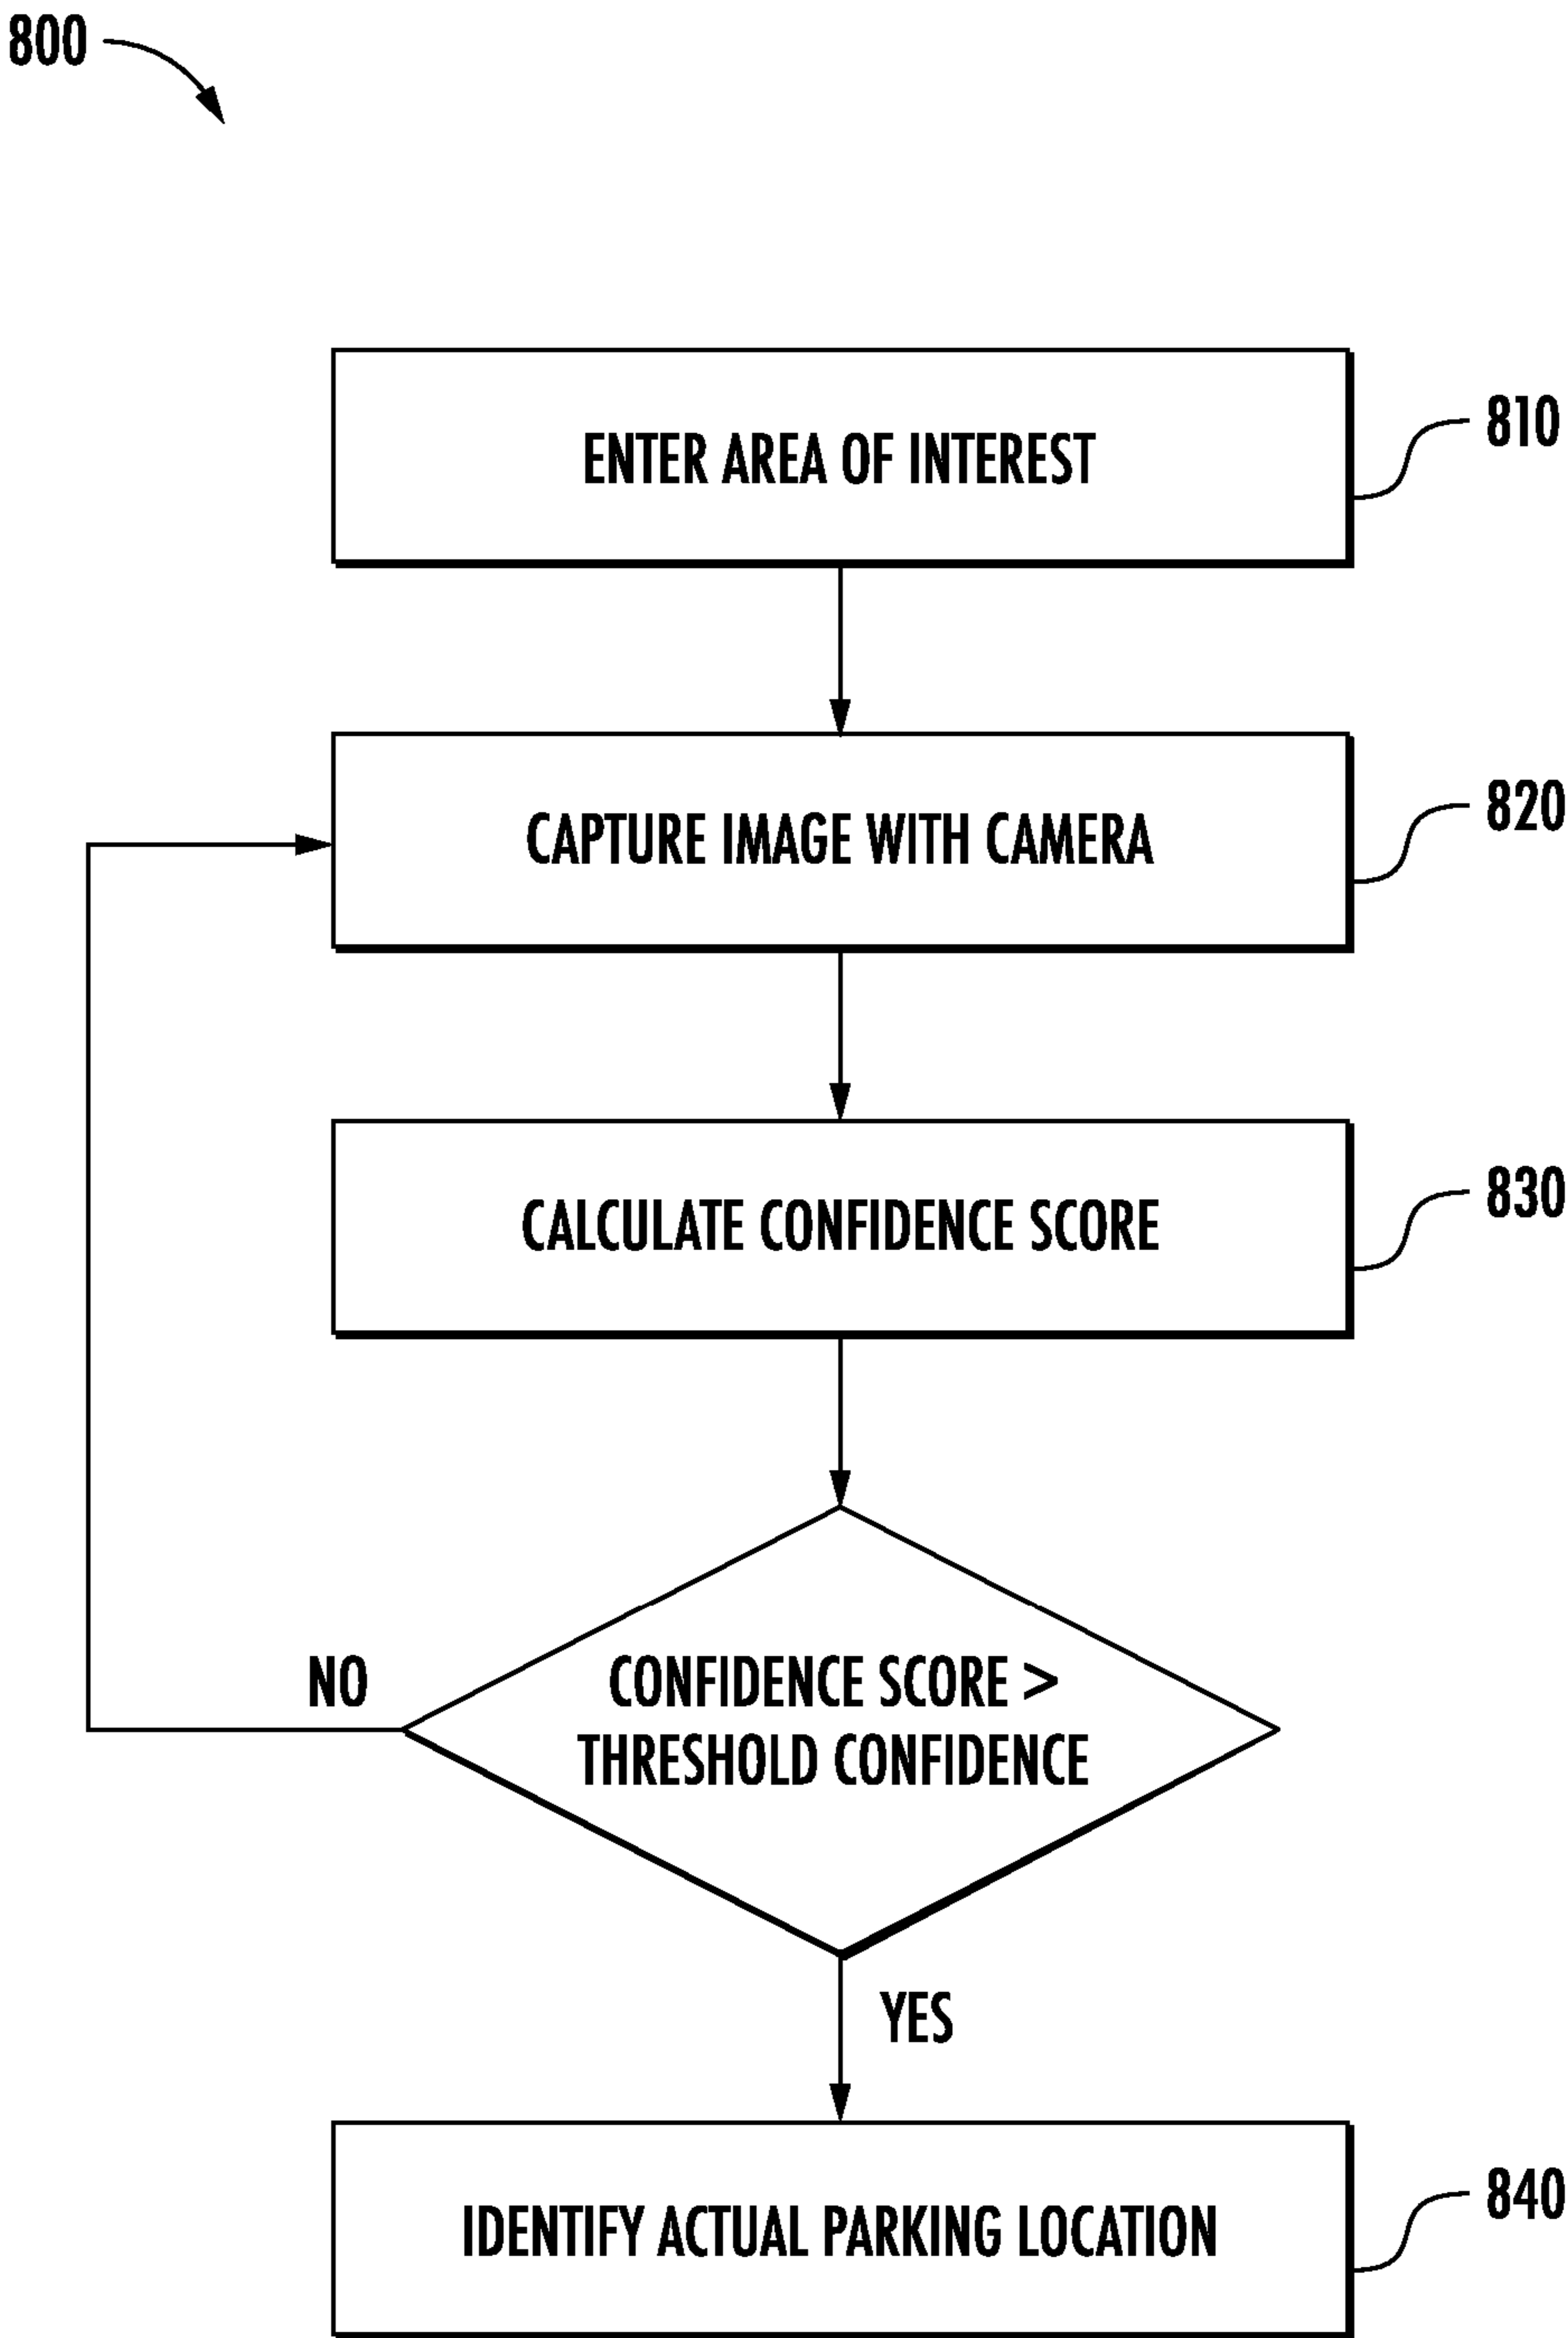 800
ENTER AREA OF INTEREST
810
CAPTURE IMAGE WITH CAMERA
820
CALCULATE CONFIDENCE SCORE
830
CONFIDENCE SCORE >
THRESHOLD CONFIDENCE
NO
YES
IDENTIFY ACTUAL PARKING LOCATION
840